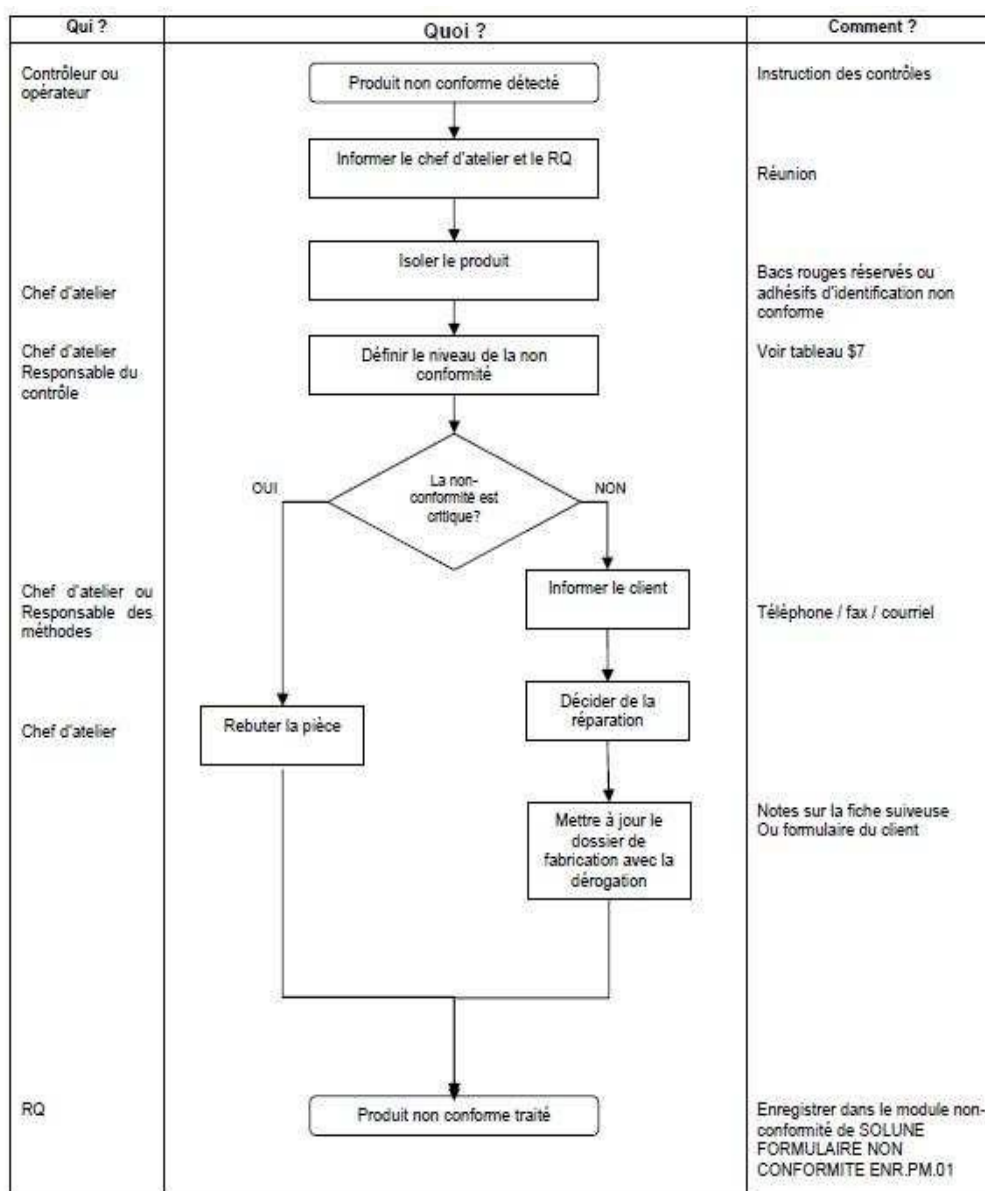 Qui ?
Quoi ?
Comment ?
Contrôleur ou
opérateur
Produit non conforme détecté
Instruction des contrôles
Informer le chef d'atelier et le RQ
Réunion
Isoler le produit
Chef d'atelier
Bacs rouges réservés ou
adhésifs d'identification non
conforme
Chef d'atelier
Responsable du
contrôle
Définir le niveau de la non
conformité
Voir tableau $7
La non-
conformité est
critique?
OUI
NON
Chef d'atelier ou
Responsable des
méthodes
Informer le client
Téléphone / fax / courriel
Décider de la
réparation
Chef d'atelier
Rebuter la pièce
Mettre à jour le
dossier de
fabrication avec la
dérogation
Notes sur la fiche suiveuse
Ou formulaire du client
RQ
Produit non conforme traité
Enregistrer dans le module non-
conformité de SOLUNE
FORMULAIRE NON
CONFORMITE ENR.PM.01